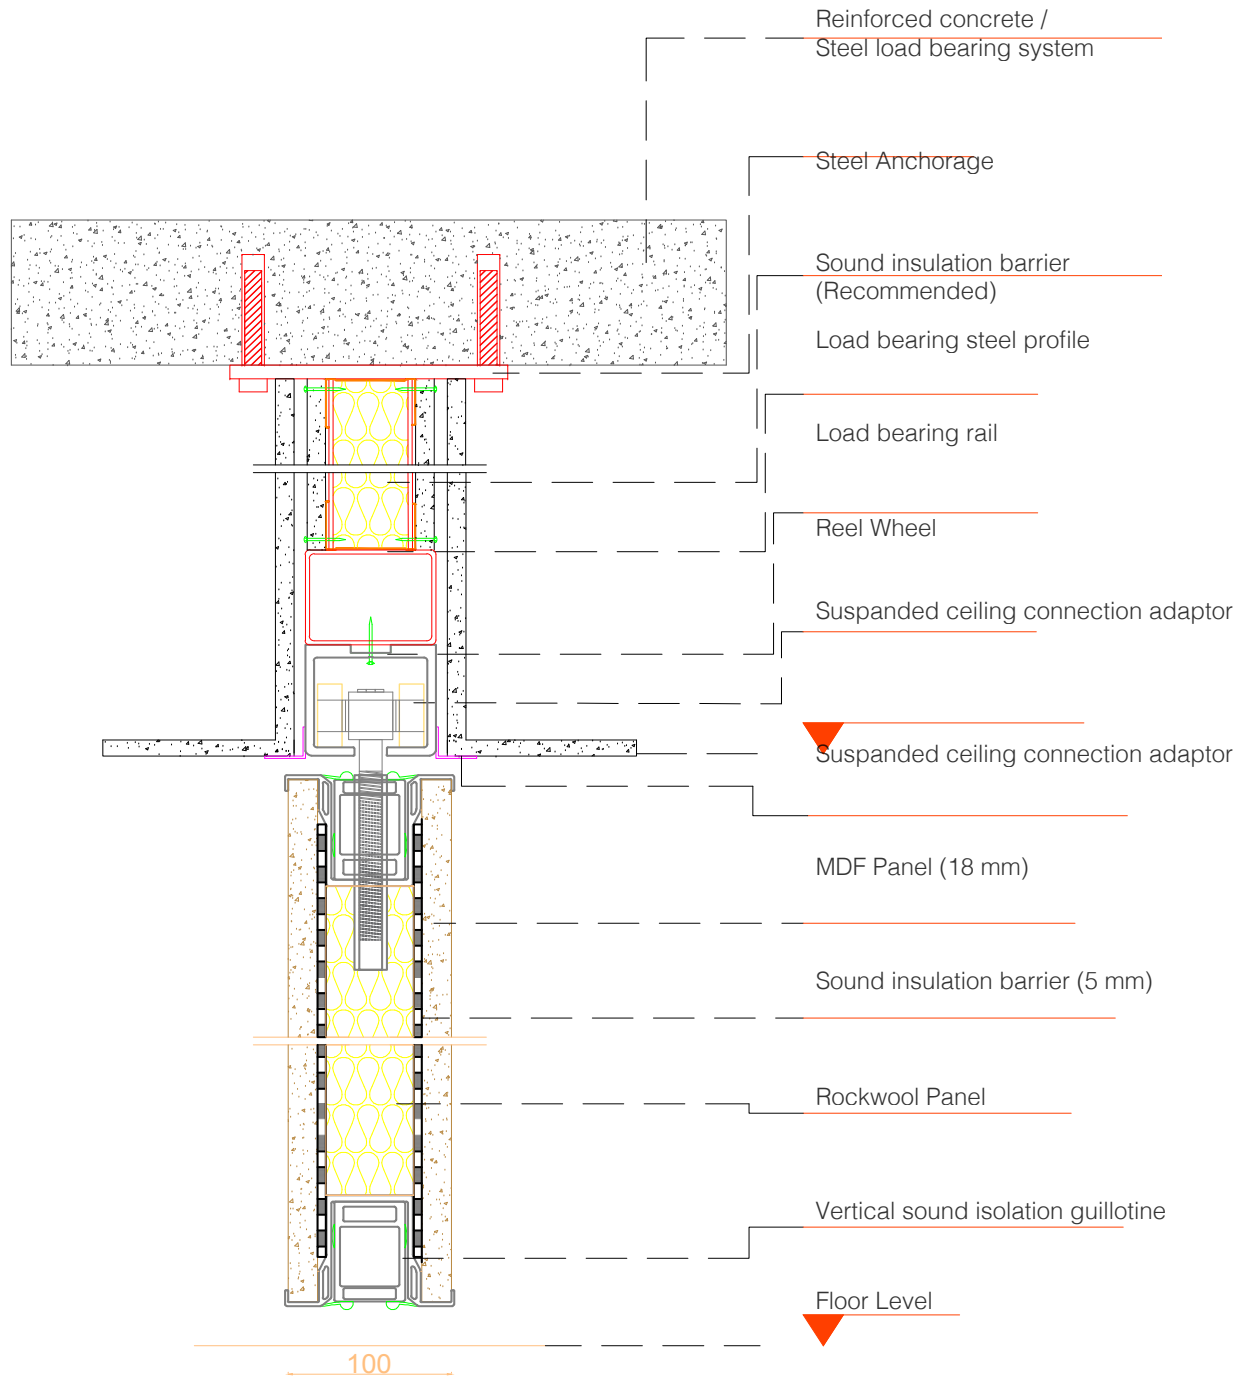 Reinforced concrete /
Steel load bearing system
Steel Anchorage
Sound insulation barrier
(Recommended)
Load bearing steel profile
Load bearing rail
Reel Wheel
Suspanded ceiling connection adaptor
Suspanded ceiling connection adaptor
MDF Panel (18 mm)
Sound insulation barrier (5 mm)
Rockwool Panel
Vertical sound isolation guillotine
Floor Level
100